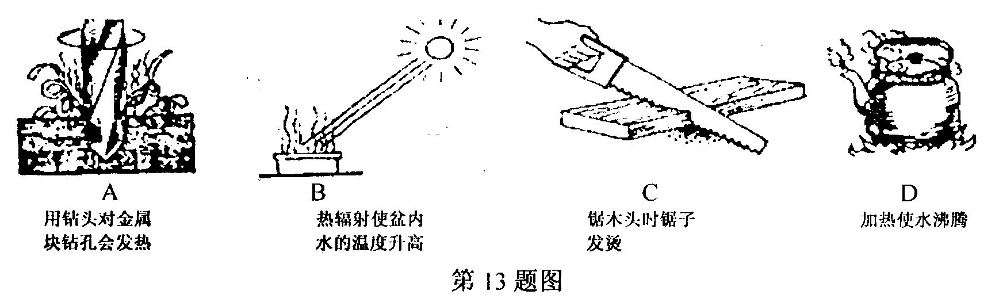 A
用钻头对金属
块钻孔会发热
B
热辐射使盆内
水的温度升高
C
锯木头时锯子
发烫
D
加热使水沸腾
第 13 题图